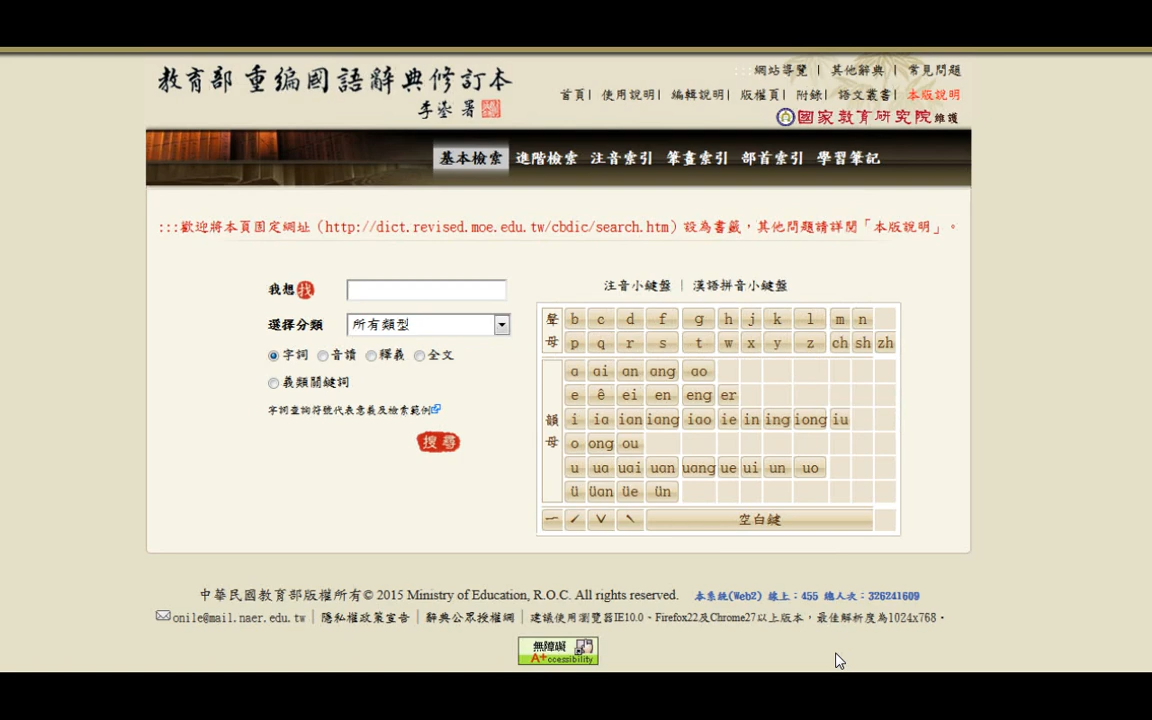 教育部 重編國語辭典修訂本
李鍌 署
:::網站導覽 | 其他辭典 | 常見問題
首頁| 使用說明| 編輯說明| 版權頁| 附錄| 語文叢書| 本版說明
國家教育研究院維護
基本檢索 進階檢索 注音索引 筆畫索引 部首索引 學習筆記
:::歡迎將本頁固定網址(http://dict.revised.moe.edu.tw/cbdic/search.htm)設為書籤,其他問題請詳閱「本版說明」。
我想找
選擇分類 所有類型
字詞 音讀 釋義 全文
義類關鍵詞
字詞查詢符號代表意義及檢索範例
搜尋
注音小鍵盤 | 漢語拼音小鍵盤
聲母 b c d f g h j k l m n
p q r s t w x y z ch sh zh
韻母 a ai an ang ao
e ê ei en eng er
i ia ian iang iao ie in ing iong iu
o ong ou
u ua uai uan uang ue ui un uo
ü üan üe ün
ー ˊ ˇ ˋ 空白鍵
中華民國教育部版權所有© 2015 Ministry of Education, R.O.C. All rights reserved. 本系統(Web2) 線上:455 總人次:326241609
onile@mail.naer.edu.tw | 隱私權政策宣告 | 辭典公眾授權網 | 建議使用瀏覽器IE10.0、Firefox22及Chrome27以上版本,最佳解析度為1024x768。
無障礙
A+ccessibility